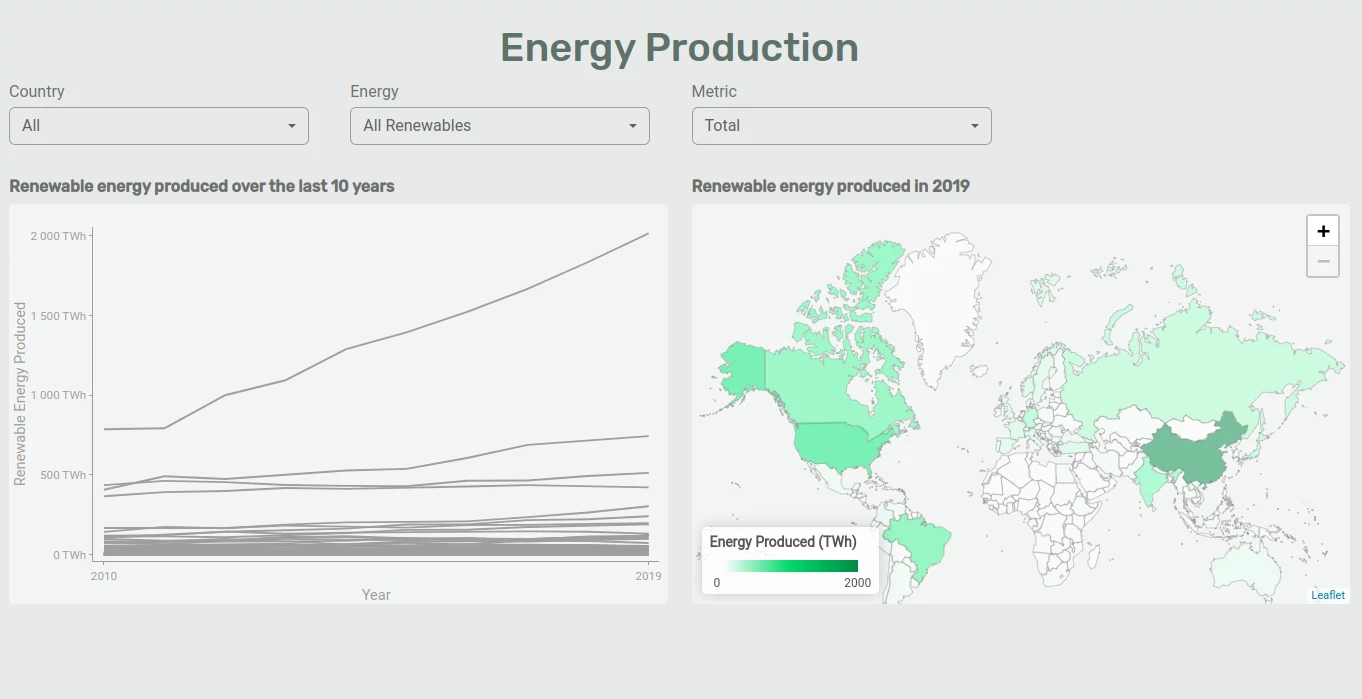 Energy Production
Country
Energy
Metric
All
All Renewables
Total
Renewable energy produced over the last 10 years
Renewable energy produced in 2019
2 000 TWh
1 500 TWh
1 000 TWh
500 TWh
0 TWh
Renewable Energy Produced
2010
2019
Year
+
−
Energy Produced (TWh)
0
2000
Leaflet